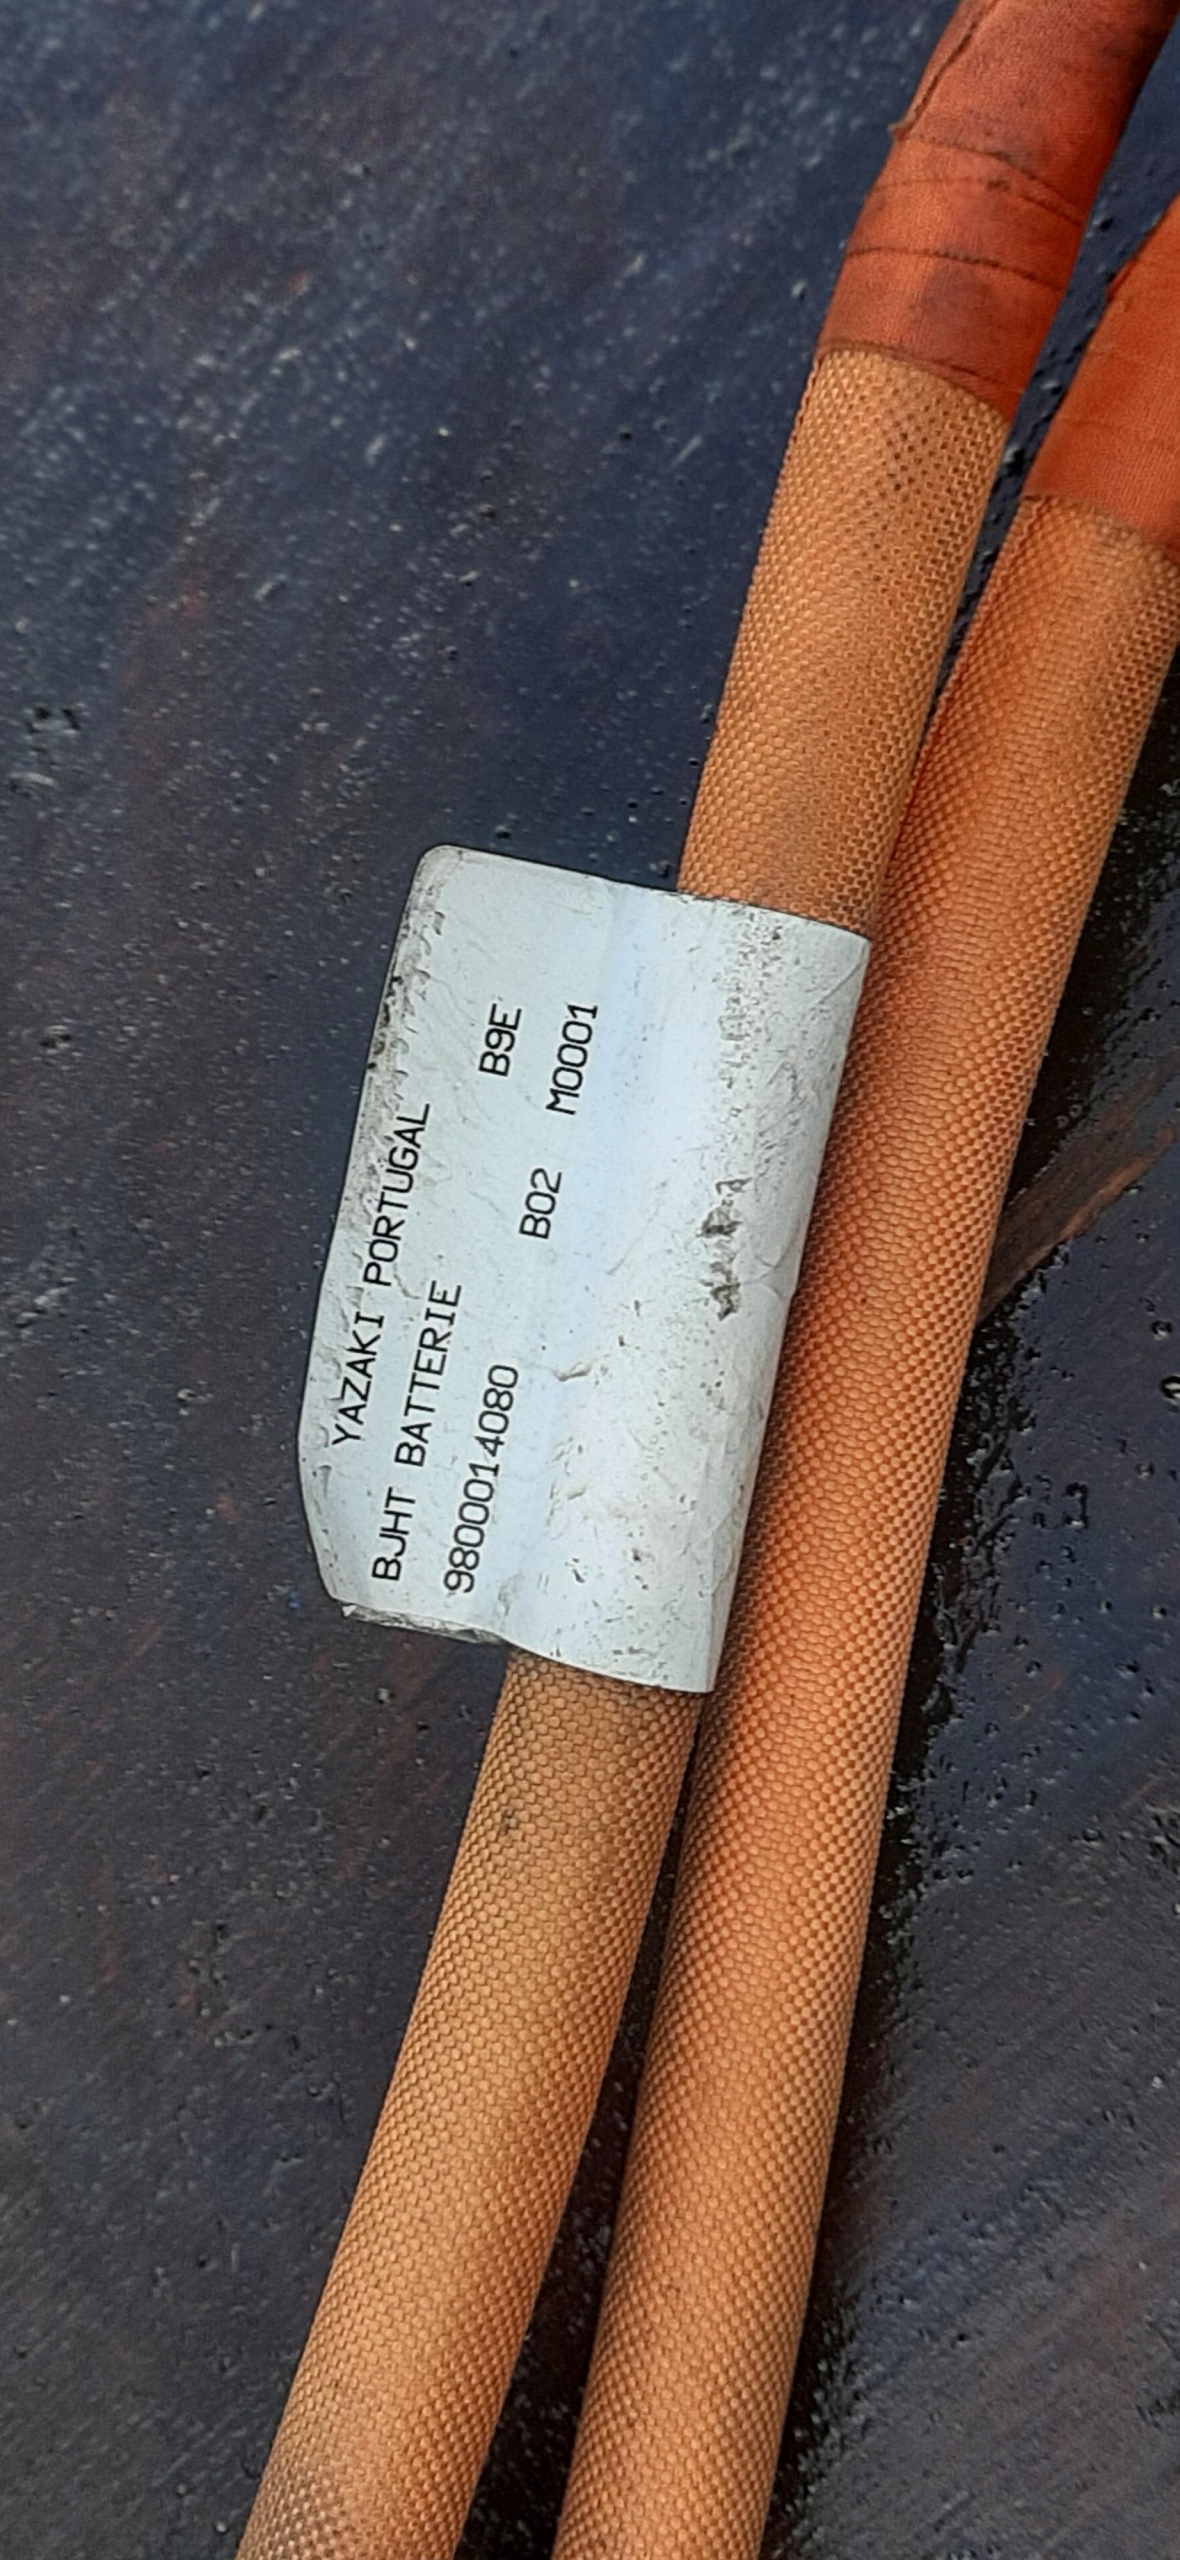 YAZAKI PORTUGAL
BJHT BATTERIE B9E
9800014080 B02 M0001